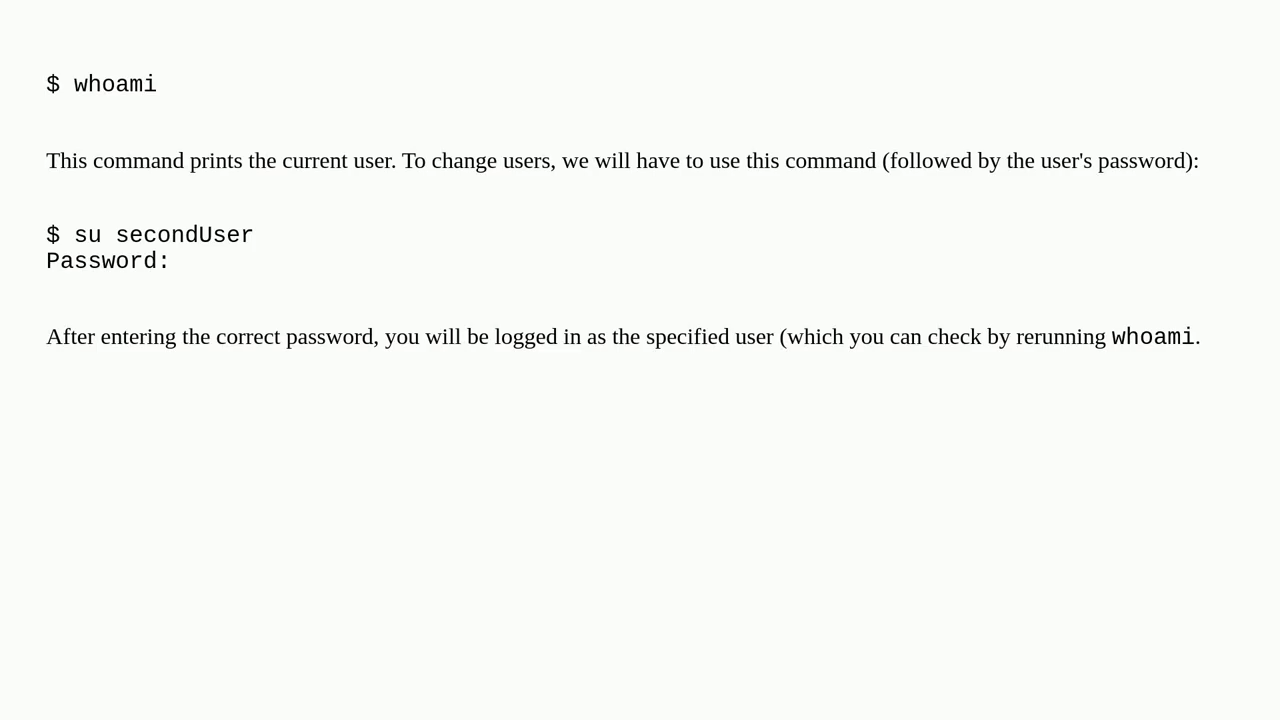 $ whoami
This command prints the current user. To change users, we will have to use this command (followed by the user's password):
$ su secondUser
Password:
After entering the correct password, you will be logged in as the specified user (which you can check by rerunning whoami.